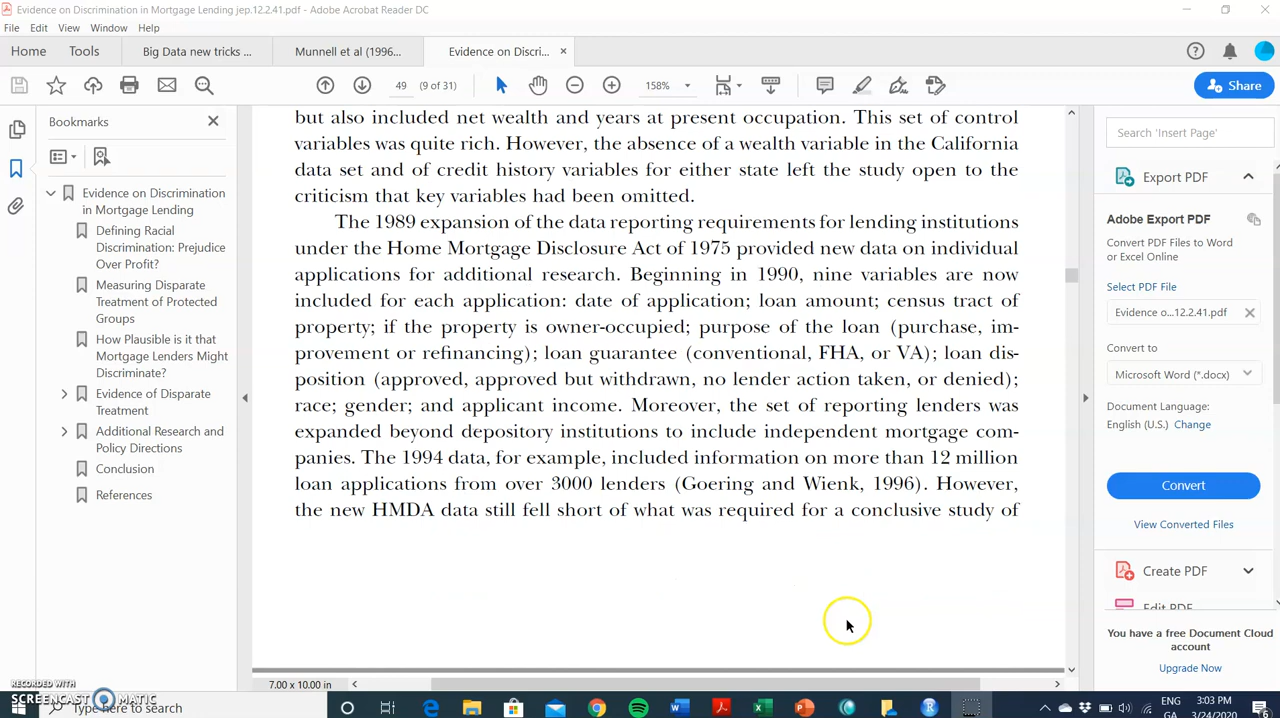 Evidence on Discrimination in Mortgage Lending jep.12.2.41.pdf - Adobe Acrobat Reader DC
File Edit View Window Help
Home Tools Big Data new tricks ... Munnell et al (1996... Evidence on Discri... ×
Share
49 (9 of 31) 158%
Bookmarks
Evidence on Discrimination
in Mortgage Lending
Defining Racial
Discrimination: Prejudice
Over Profit?
Measuring Disparate
Treatment of Protected
Groups
How Plausible is it that
Mortgage Lenders Might
Discriminate?
Evidence of Disparate
Treatment
Additional Research and
Policy Directions
Conclusion
References
but also included net wealth and years at present occupation. This set of control
variables was quite rich. However, the absence of a wealth variable in the California
data set and of credit history variables for either state left the study open to the
criticism that key variables had been omitted.
The 1989 expansion of the data reporting requirements for lending institutions
under the Home Mortgage Disclosure Act of 1975 provided new data on individual
applications for additional research. Beginning in 1990, nine variables are now
included for each application: date of application; loan amount; census tract of
property; if the property is owner-occupied; purpose of the loan (purchase, im-
provement or refinancing); loan guarantee (conventional, FHA, or VA); loan dis-
position (approved, approved but withdrawn, no lender action taken, or denied);
race; gender; and applicant income. Moreover, the set of reporting lenders was
expanded beyond depository institutions to include independent mortgage com-
panies. The 1994 data, for example, included information on more than 12 million
loan applications from over 3000 lenders (Goering and Wienk, 1996). However,
the new HMDA data still fell short of what was required for a conclusive study of
7.00 x 10.00 in
Search 'Insert Page'
Export PDF
Adobe Export PDF
Convert PDF Files to Word
or Excel Online
Select PDF File
Evidence o...12.2.41.pdf
Convert to
Microsoft Word (*.docx)
Document Language:
English (U.S.) Change
Convert
View Converted Files
Create PDF
Edit PDF
You have a free Document Cloud
account
Upgrade Now
RECORDED WITH
SCREENCAST MATIC
Type here to search
ENG
GA
3:03 PM
3/24/2020
6